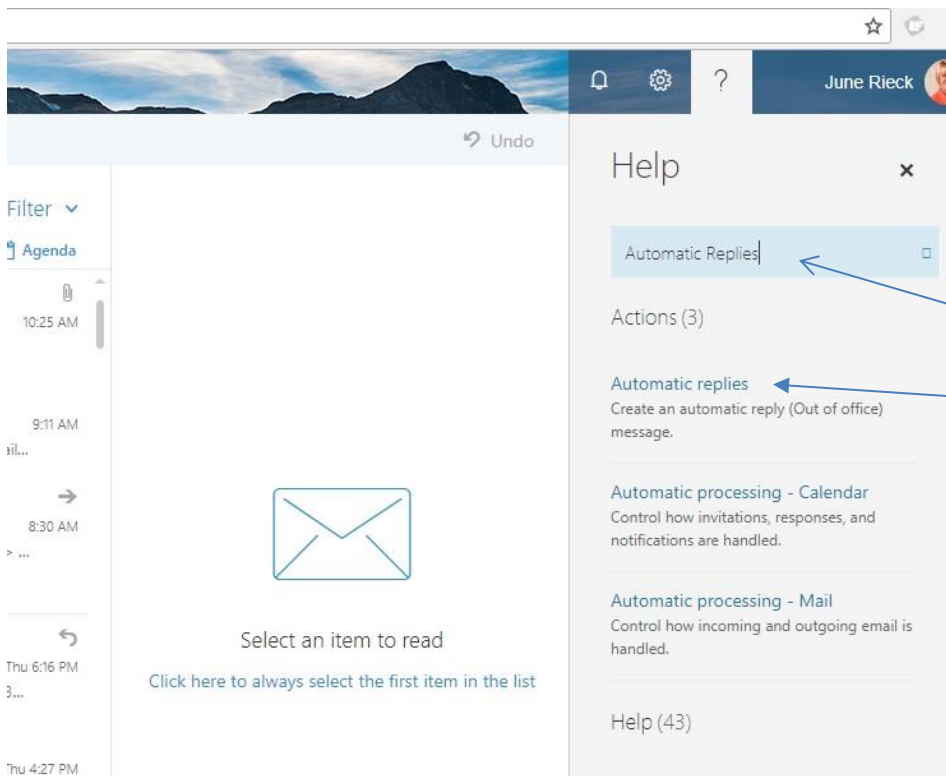 June Rieck
Undo
Help
Filter
Agenda
Automatic Replies
10:25 AM
Actions (3)
Automatic replies
Create an automatic reply (Out of office)
message.
9:11 AM
ail...
Automatic processing - Calendar
Control how invitations, responses, and
notifications are handled.
8:30 AM
> ...
Automatic processing - Mail
Control how incoming and outgoing email is
handled.
Select an item to read
Click here to always select the first item in the list
Thu 6:16 PM
3...
Help (43)
Thu 4:27 PM